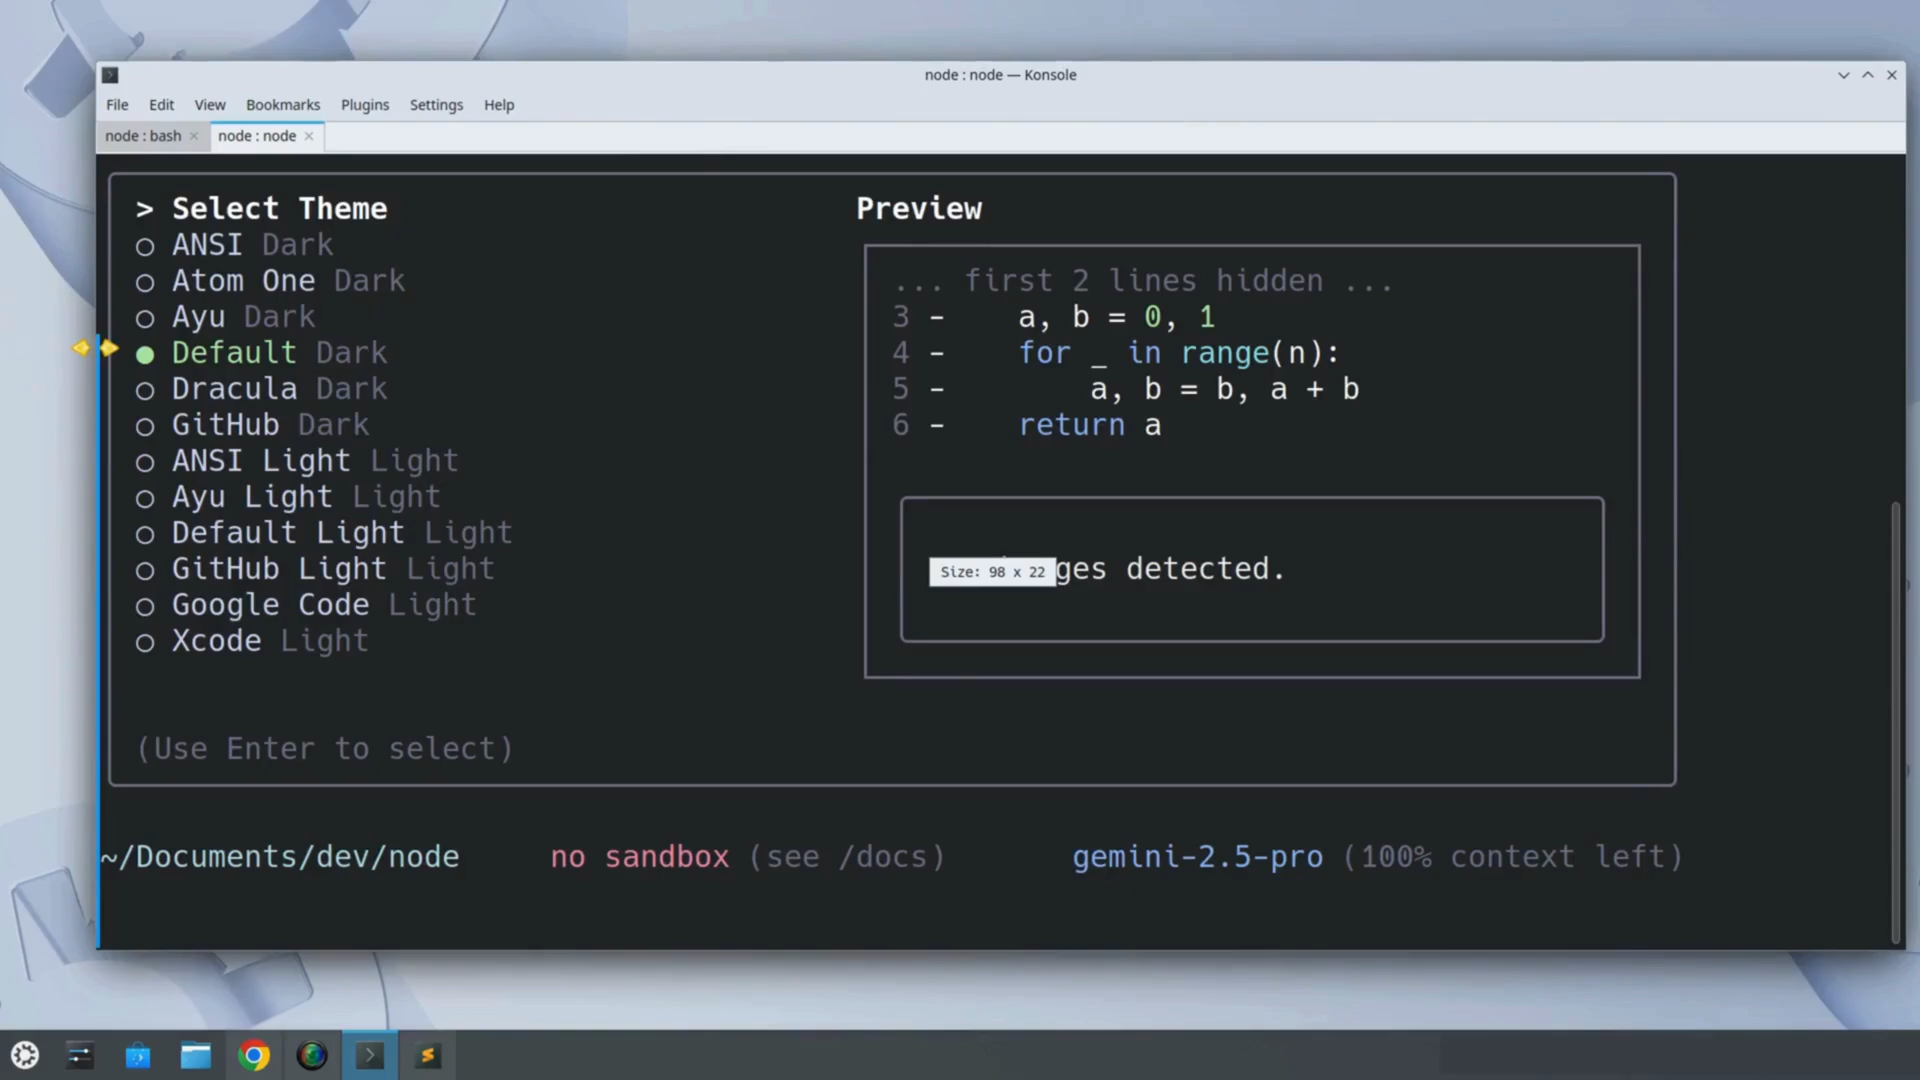 node : node — Konsole
File Edit View Bookmarks Plugins Settings Help
node : bash
node : node
> Select Theme
ANSI Dark
Atom One Dark
Ayu Dark
Default Dark
Dracula Dark
GitHub Dark
ANSI Light Light
Ayu Light Light
Default Light Light
GitHub Light Light
Google Code Light
Xcode Light
(Use Enter to select)
Preview
... first 2 lines hidden ...
3 - a, b = 0, 1
4 - for _ in range(n):
5 - a, b = b, a + b
6 - return a
Size: 98 x 22
ges detected.
~/Documents/dev/node no sandbox (see /docs) gemini-2.5-pro (100% context left)